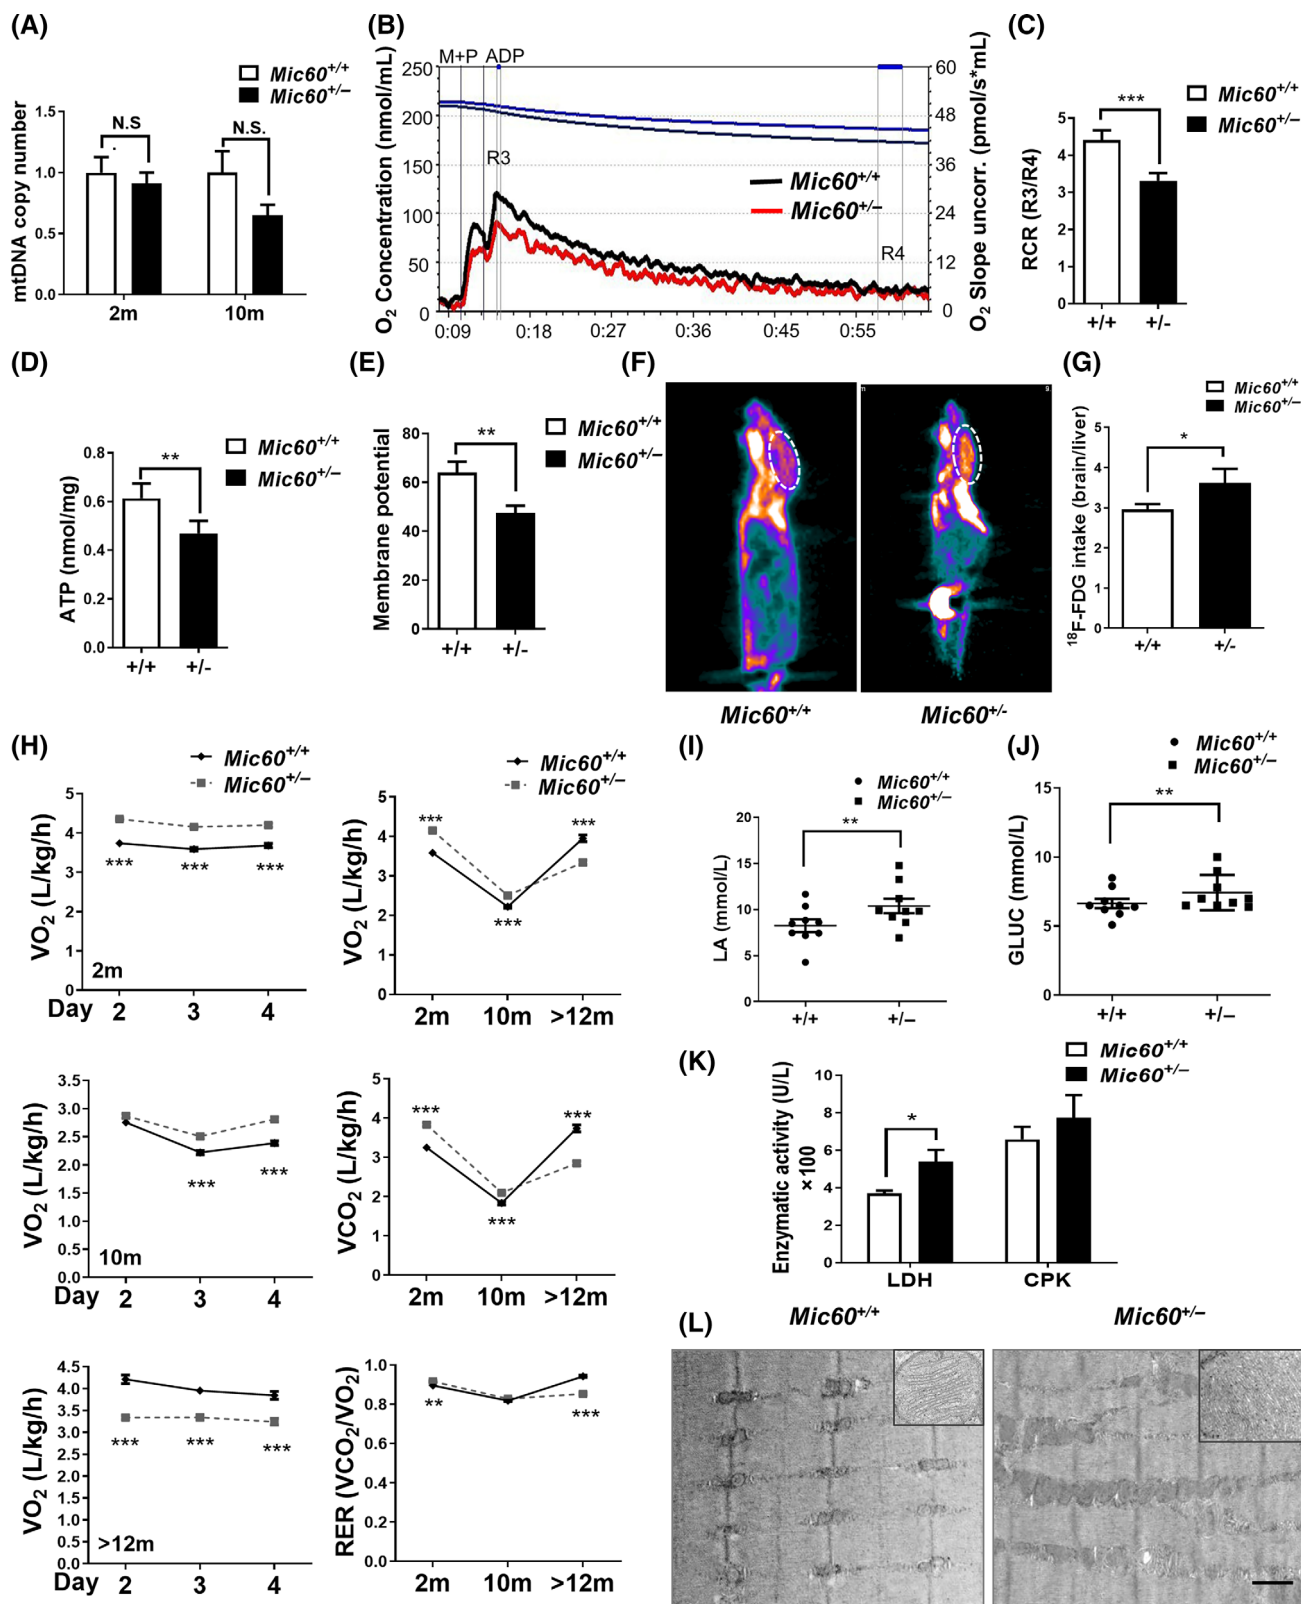 (A)
Mic60+/+
Mic60+/−
mtDNA copy number
1.5
1.0
0.5
0.0
N.S
N.S.
2m
10m
(B)
M+P
ADP
O2 Concentration (nmol/mL)
250
200
150
100
50
0
R3
R4
Mic60+/+
Mic60+/−
60
48
36
24
12
0
O2 Slope uncorr. (pmol/s*mL)
0:09
0:18
0:27
0:36
0:45
0:55
(C)
Mic60+/+
Mic60+/−
***
RCR (R3/R4)
5
4
3
2
1
0
+/+
+/-
(D)
Mic60+/+
Mic60+/−
**
ATP (nmol/mg)
0.8
0.6
0.4
0.2
0.0
+/+
+/-
(E)
Mic60+/+
Mic60+/−
**
Membrane potential
80
60
40
20
0
+/+
+/-
(F)
Mic60+/+
Mic60+/-
(G)
Mic60+/+
Mic60+/−
*
18F-FDG intake (brain/liver)
5
4
3
2
1
0
+/+
+/-
(H)
Mic60+/+
Mic60+/−
VO2 (L/kg/h)
5
4
3
2
1
0
*** *** ***
2m
Day 2 3 4
Mic60+/+
Mic60+/−
VO2 (L/kg/h)
5
4
3
2
1
0
*** *** ***
2m 10m >12m
VO2 (L/kg/h)
3.5
3.0
2.5
2.0
1.5
1.0
0.5
0.0
*** ***
10m
Day 2 3 4
VCO2 (L/kg/h)
5
4
3
2
1
0
*** *** ***
2m 10m >12m
VO2 (L/kg/h)
4.5
4.0
3.5
3.0
2.5
2.0
1.5
1.0
0.5
0.0
*** *** ***
>12m
Day 2 3 4
RER (VCO2/VO2)
1.0
0.8
0.6
0.4
0.2
0.0
** ***
2m 10m >12m
(I)
Mic60+/+
Mic60+/−
**
LA (mmol/L)
20
15
10
5
0
+/+
+/−
(J)
Mic60+/+
Mic60+/−
**
GLUC (mmol/L)
15
10
5
0
+/+
+/−
(K)
Mic60+/+
Mic60+/−
*
Enzymatic activity (U/L)
×100
10
8
6
4
2
0
LDH
CPK
(L)
Mic60+/+
Mic60+/−